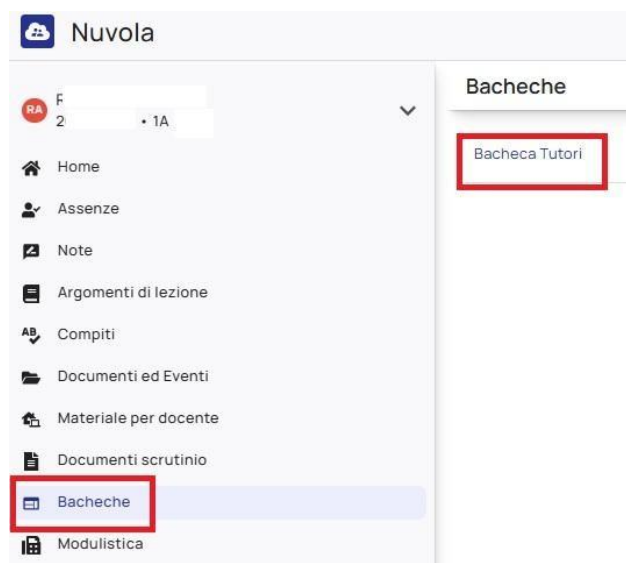 Nuvola
RA
• 1A
Home
Assenze
Note
Argomenti di lezione
AB
Compiti
Documenti ed Eventi
Materiale per docente
Documenti scrutinio
Bacheche
Modulistica
Bacheche
Bacheca Tutori